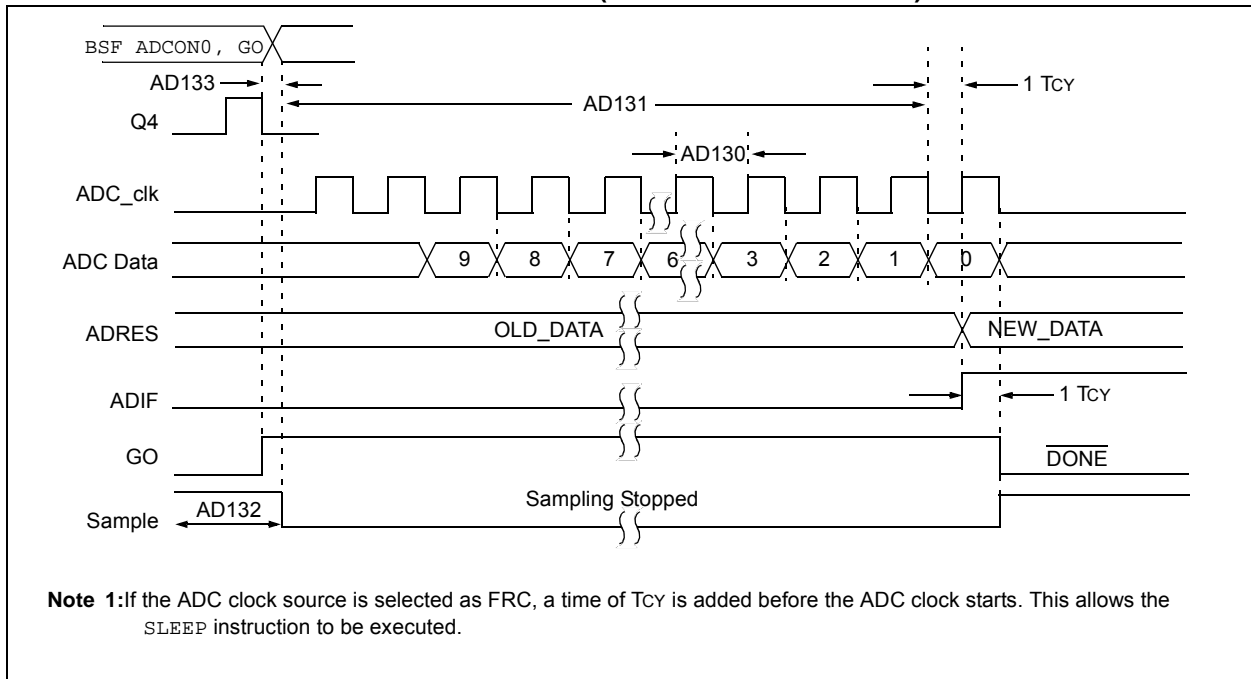 BSF ADCON0, GO
AD133
1 TCY
AD131
Q4
AD130
ADC_clk
ADC Data
9 8 7 6 3 2 1 0
ADRES
OLD_DATA
NEW_DATA
ADIF
1 TCY
GO
DONE
Sampling Stopped
AD132
Sample
Note 1:If the ADC clock source is selected as FRC, a time of TCY is added before the ADC clock starts. This allows the
SLEEP instruction to be executed.